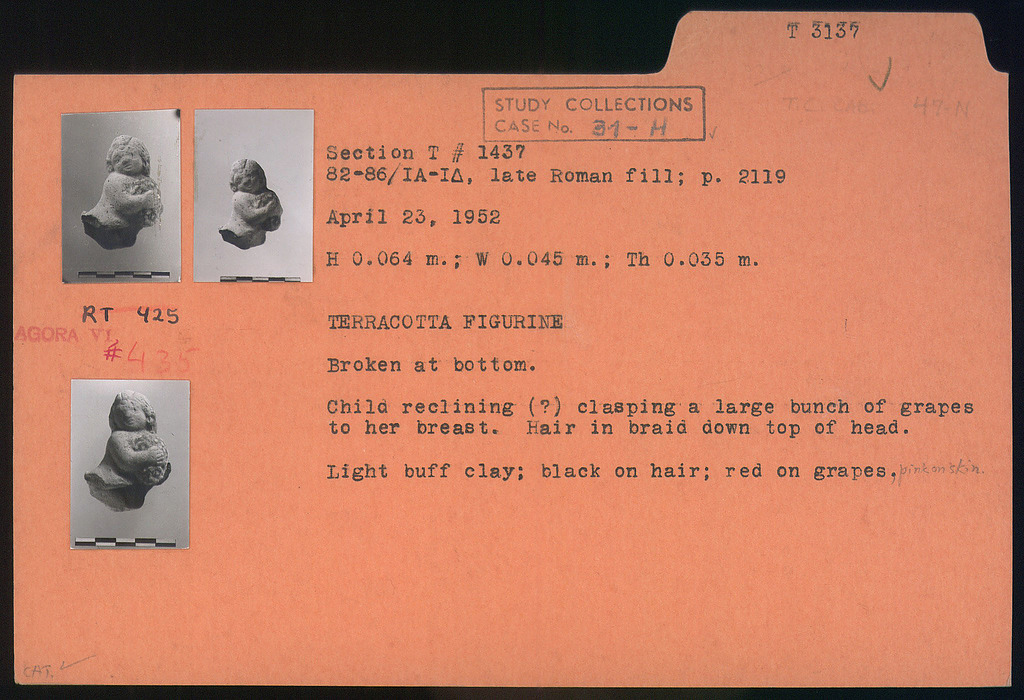 T 3137
STUDY COLLECTIONS
CASE No. 31-H
47-N
Section T # 1437
82-86/IA-IΔ, late Roman fill; p. 2119
April 23, 1952
H 0.064 m.; W 0.045 m.; Th 0.035 m.
RT 425
AGORA VI
#435
TERRACOTTA FIGURINE
Broken at bottom.
Child reclining (?) clasping a large bunch of grapes
to her breast. Hair in braid down top of head.
Light buff clay; black on hair; red on grapes, pink on skin.
CAT.